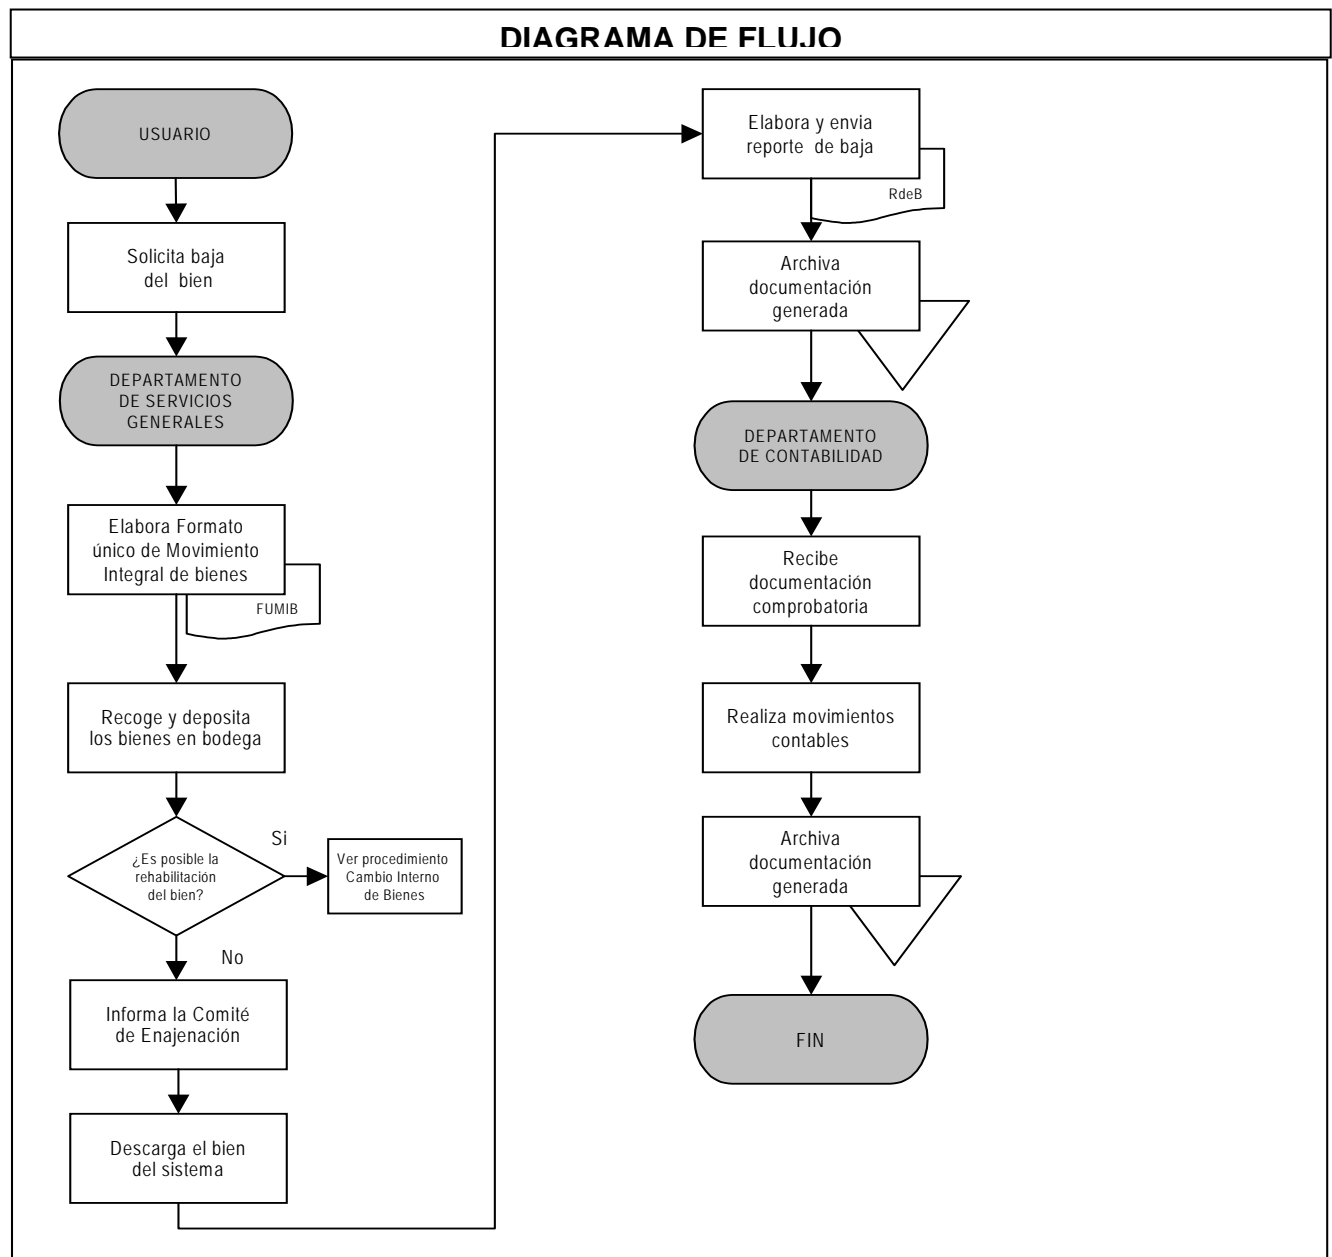 DIAGRAMA DE FLUJO
USUARIO
Solicita baja
del bien
DEPARTAMENTO
DE SERVICIOS
GENERALES
Elabora Formato
único de Movimiento
Integral de bienes
FUMIB
Recoge y deposita
los bienes en bodega
¿Es posible la
rehabilitación
del bien?
Si
Ver procedimiento
Cambio Interno
de Bienes
No
Informa la Comité
de Enajenación
Descarga el bien
del sistema
Elabora y envia
reporte de baja
RdeB
Archiva
documentación
generada
DEPARTAMENTO
DE CONTABILIDAD
Recibe
documentación
comprobatoria
Realiza movimientos
contables
Archiva
documentación
generada
FIN